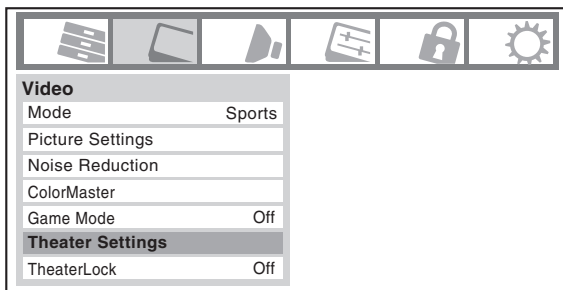 Video
Mode Sports
Picture Settings
Noise Reduction
ColorMaster
Game Mode Off
Theater Settings
TheaterLock Off